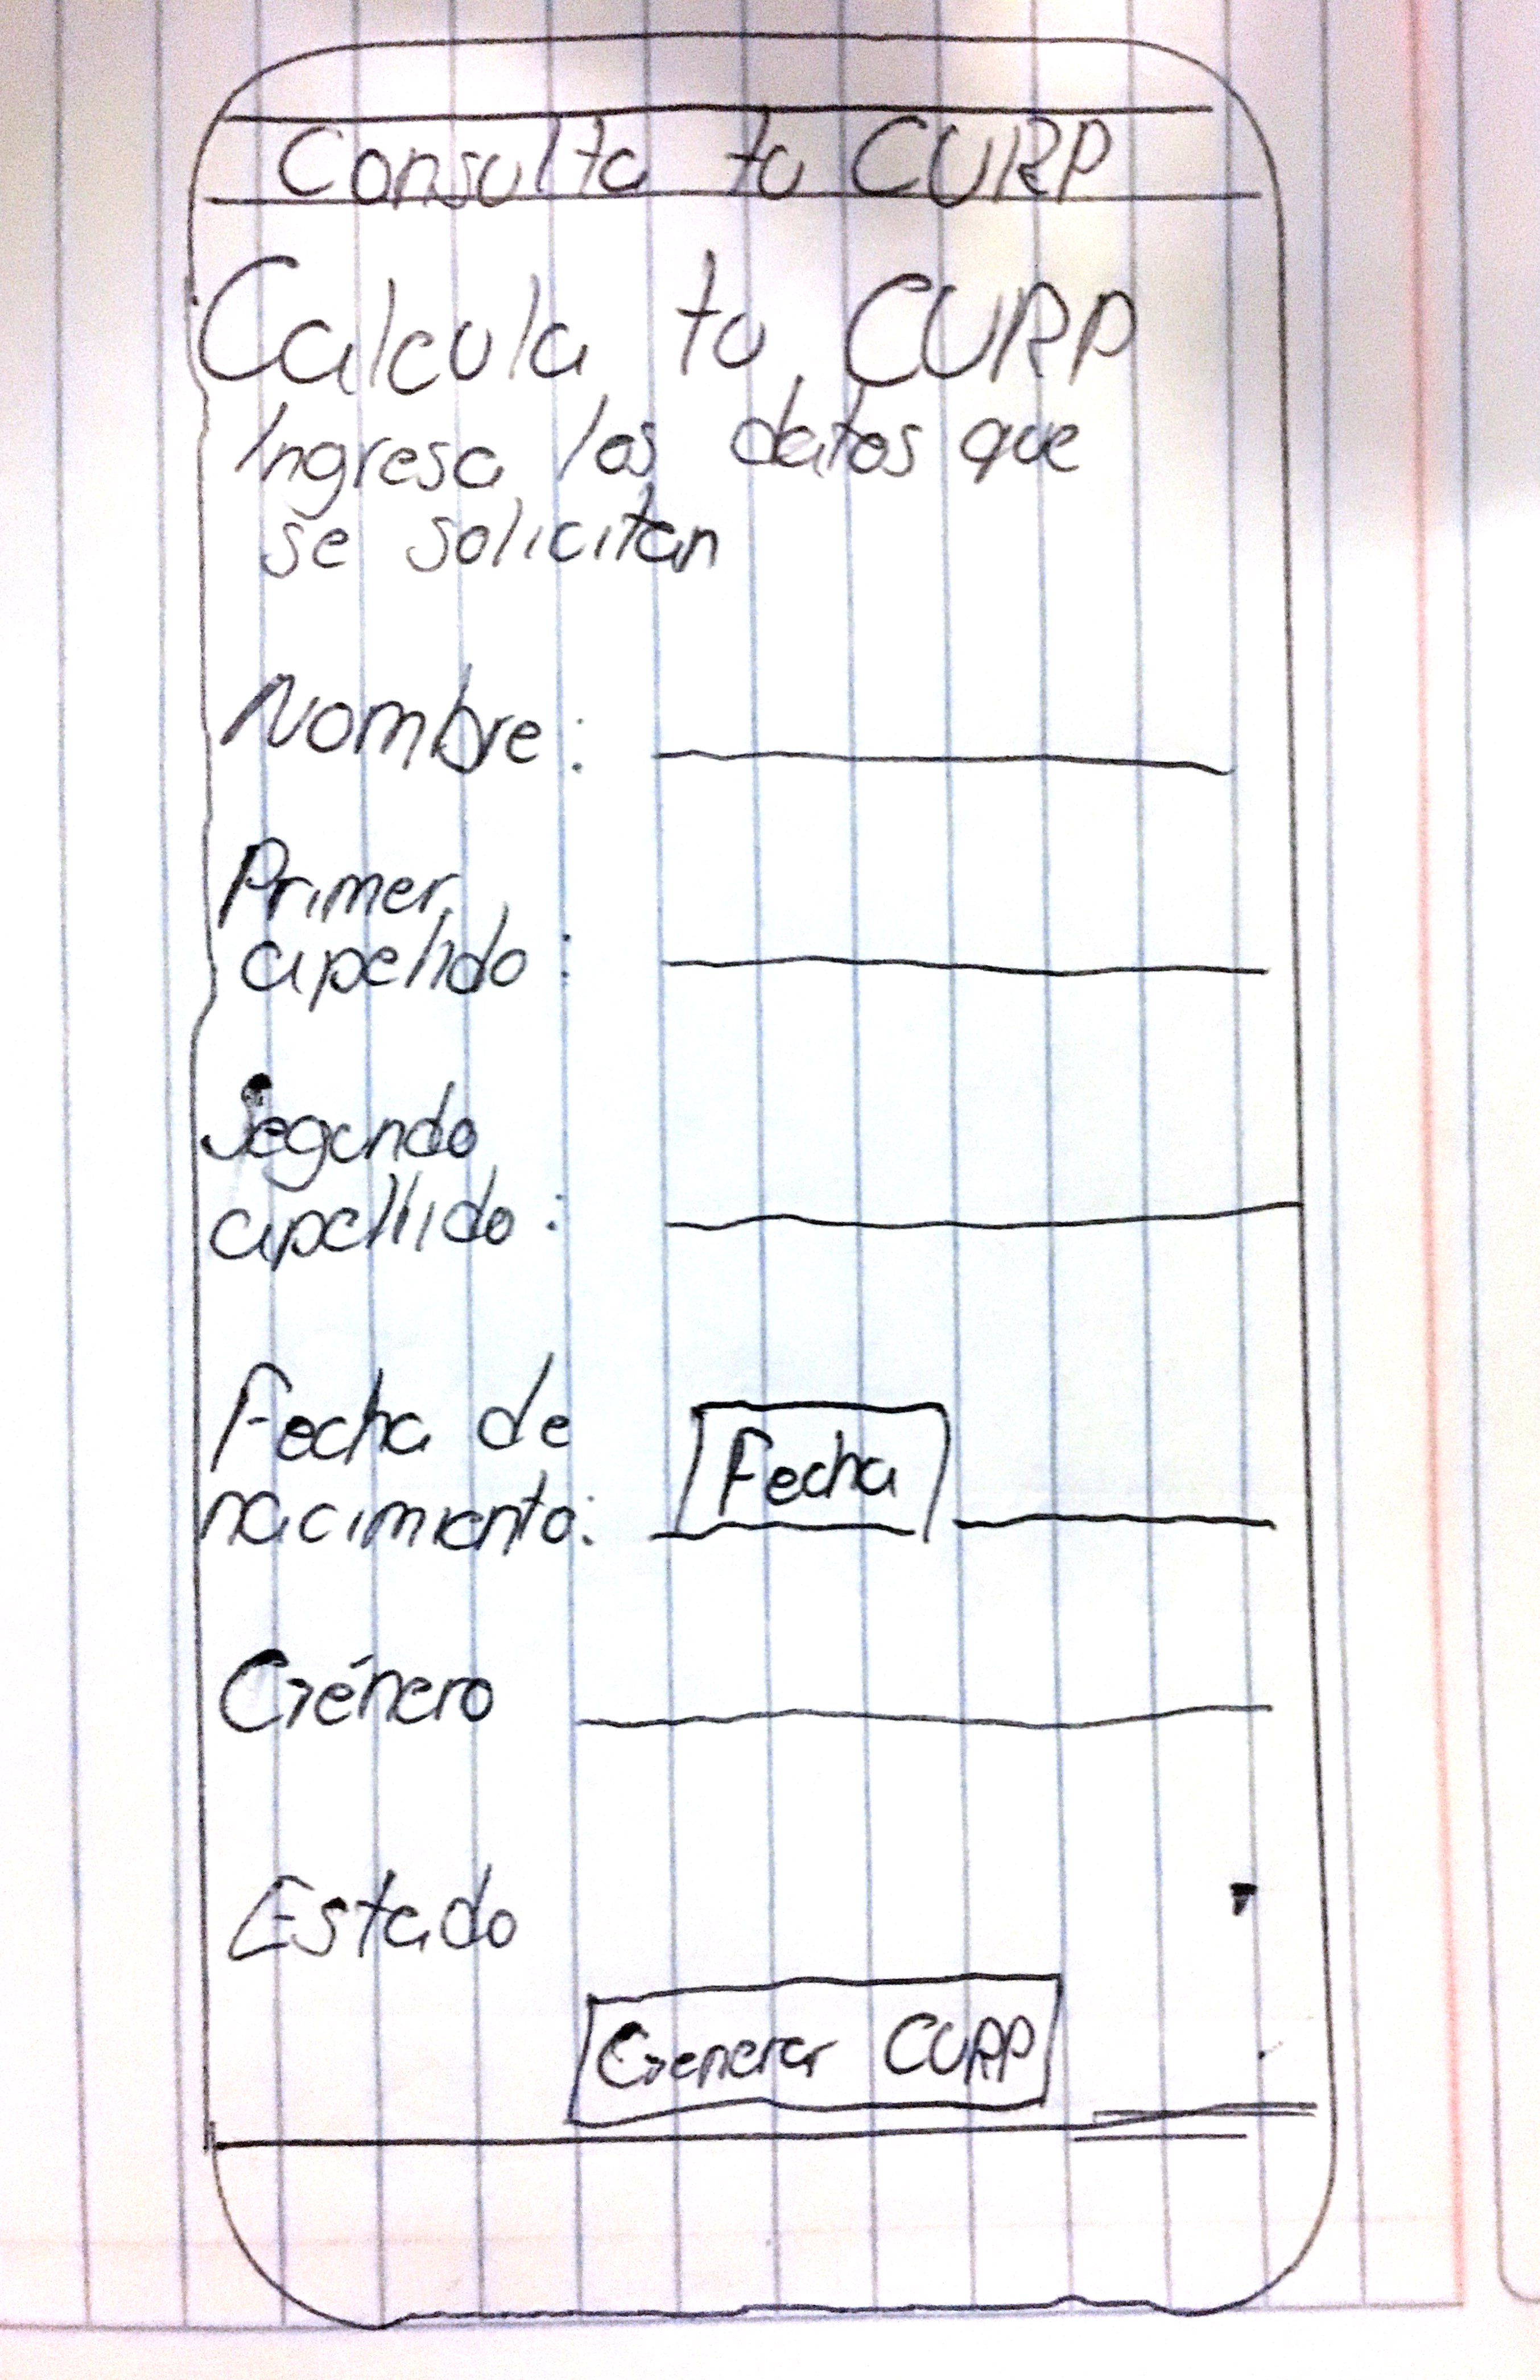 Consulta tu CURP
Calcula tu CURP
Ingresa los datos que
se solicitan
Nombre:
Primer
apellido:
Segundo
apellido:
Fecha de
nacimiento:
Fecha
Género
Estado
Generar CURP